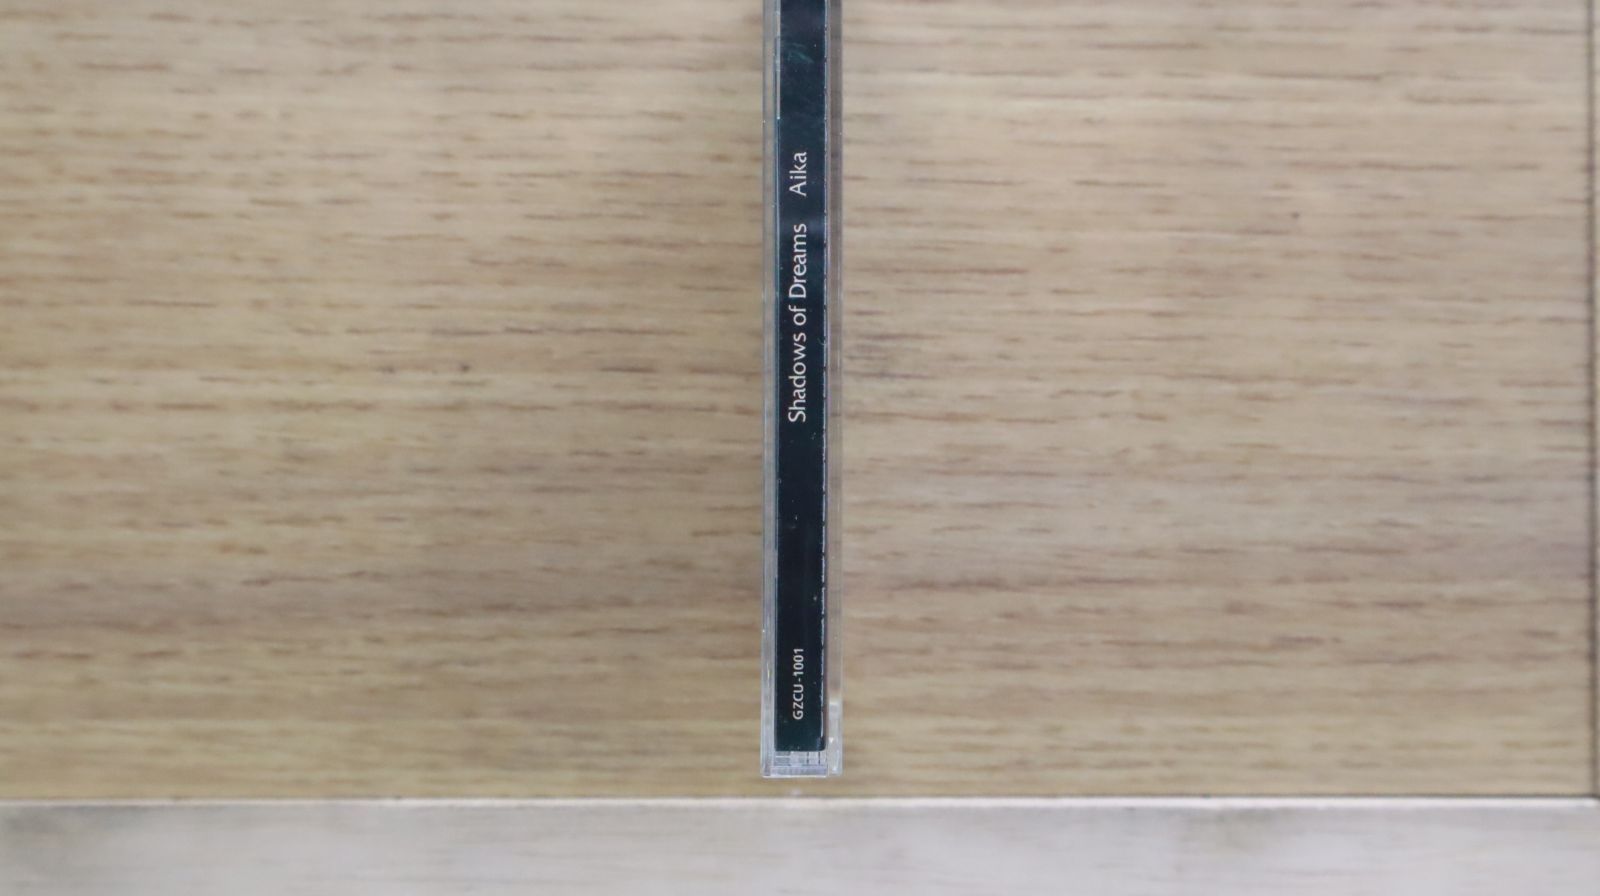 GZCU-1001
Shadows of Dreams Aika